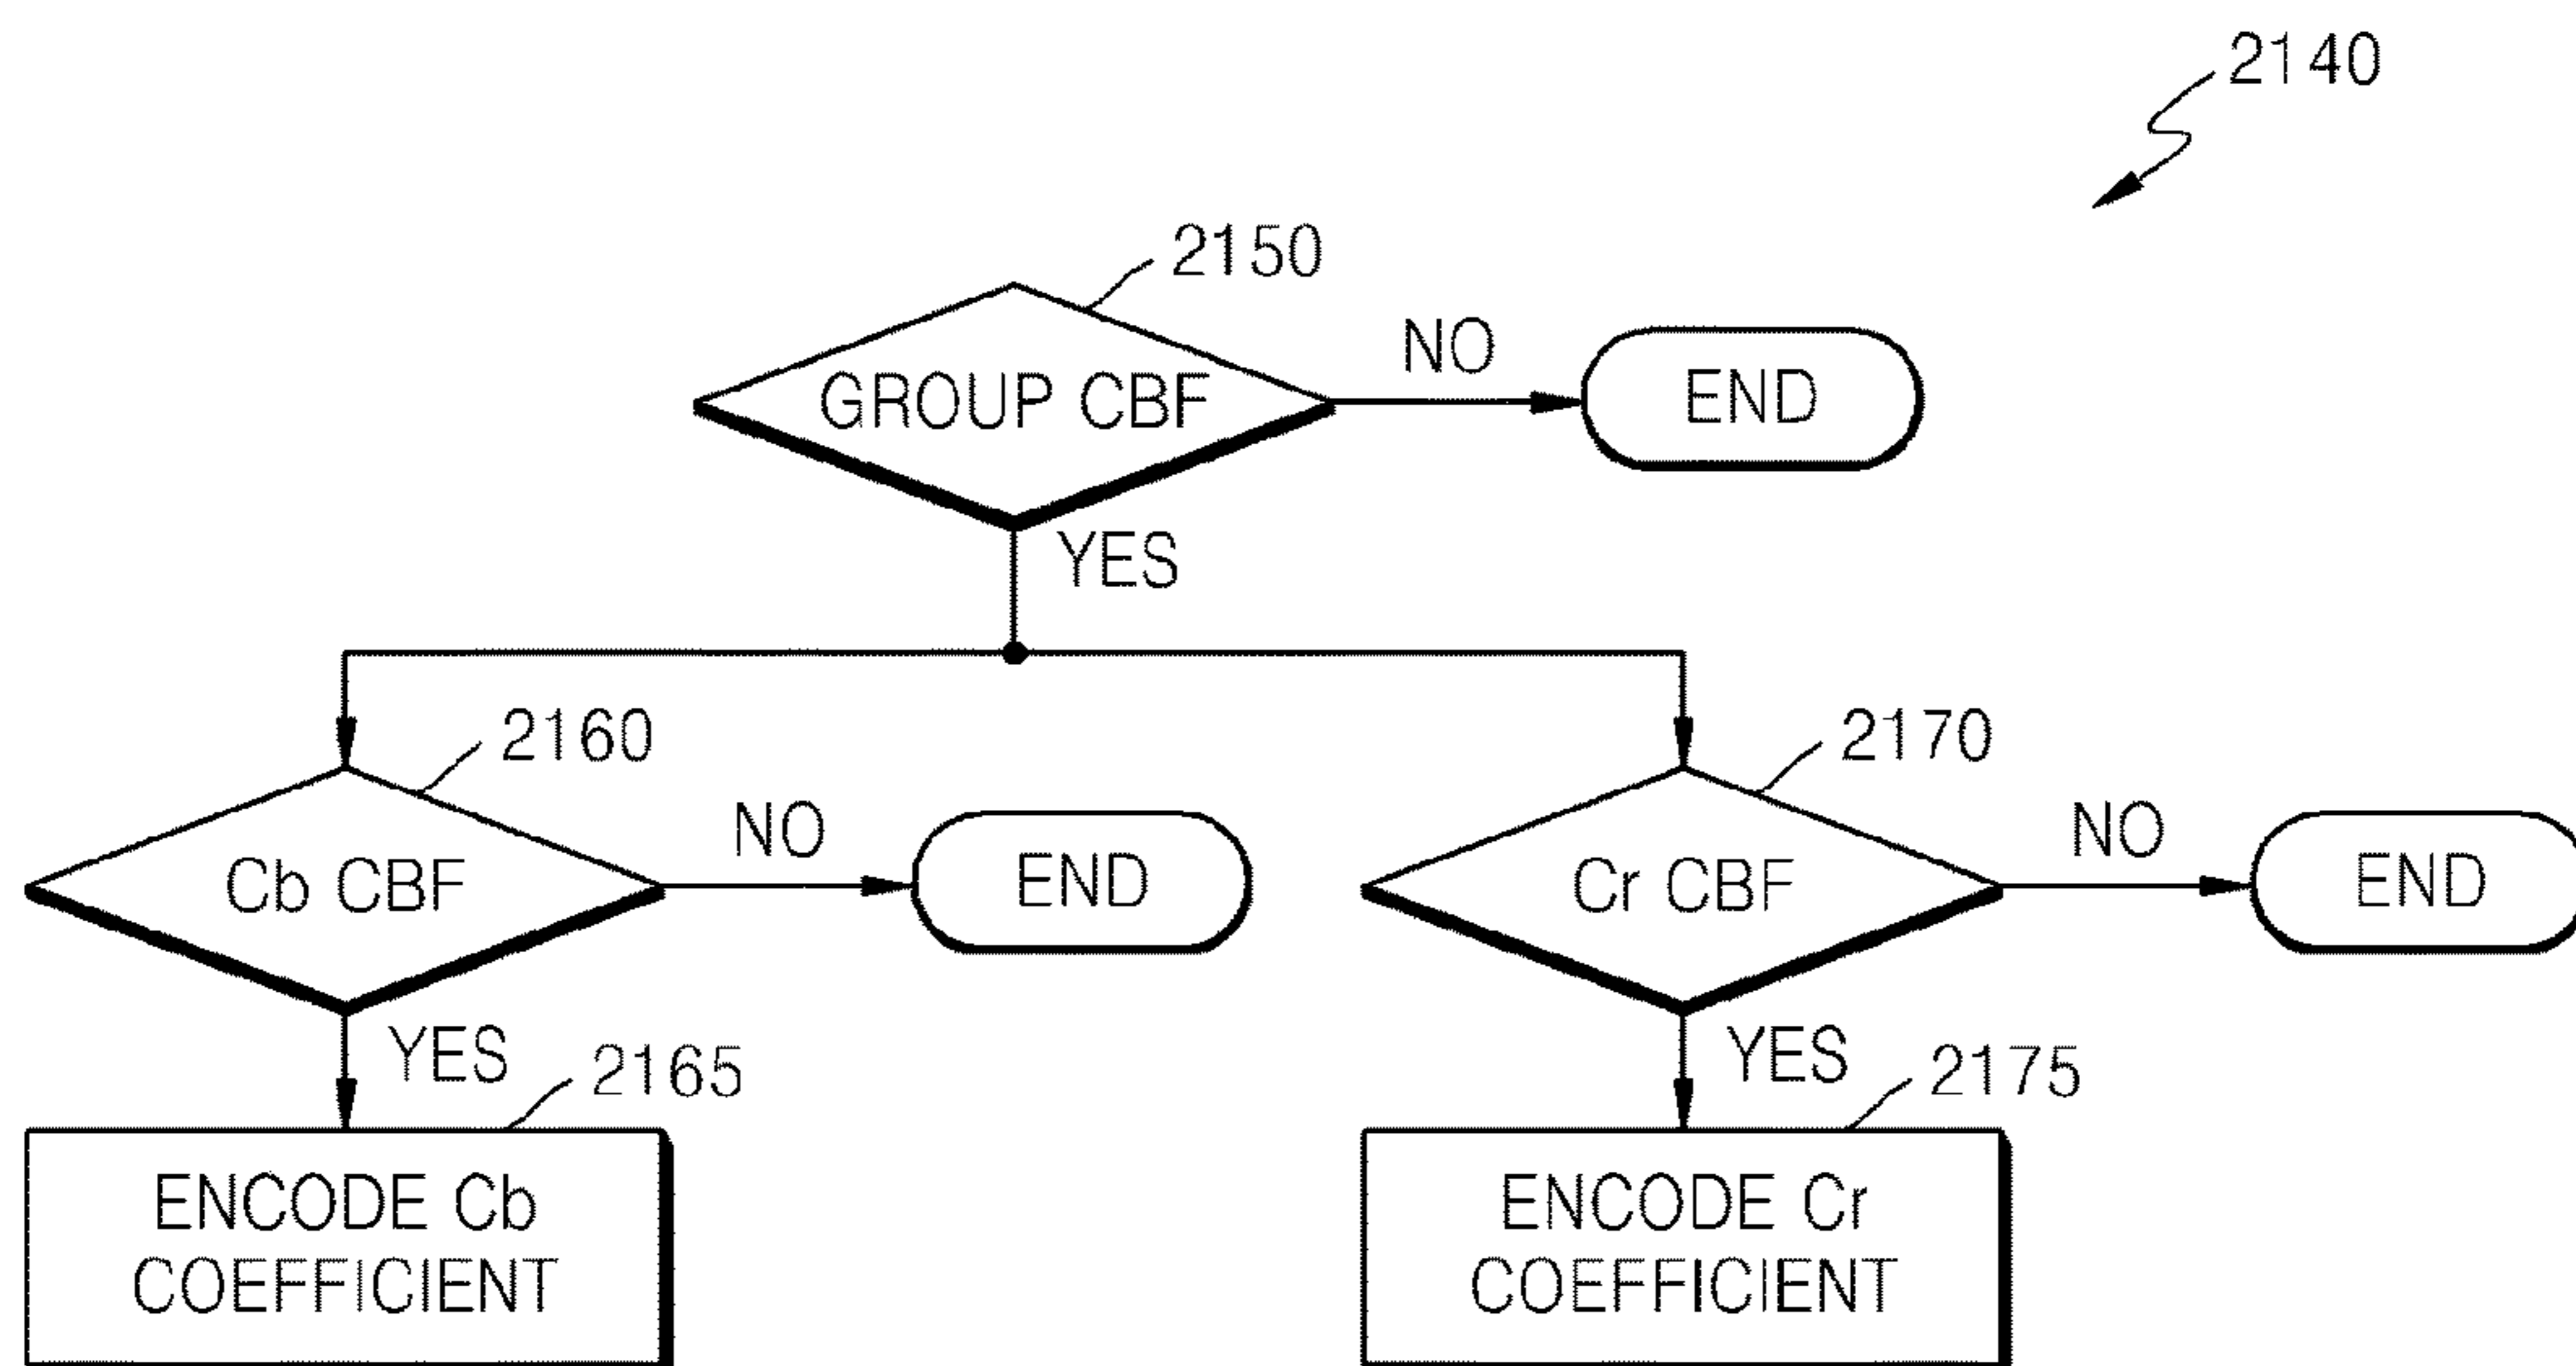 2140
2150
GROUP CBF
NO
END
YES
2160
Cb CBF
NO
END
2170
Cr CBF
NO
END
YES
2165
ENCODE Cb
COEFFICIENT
YES
2175
ENCODE Cr
COEFFICIENT